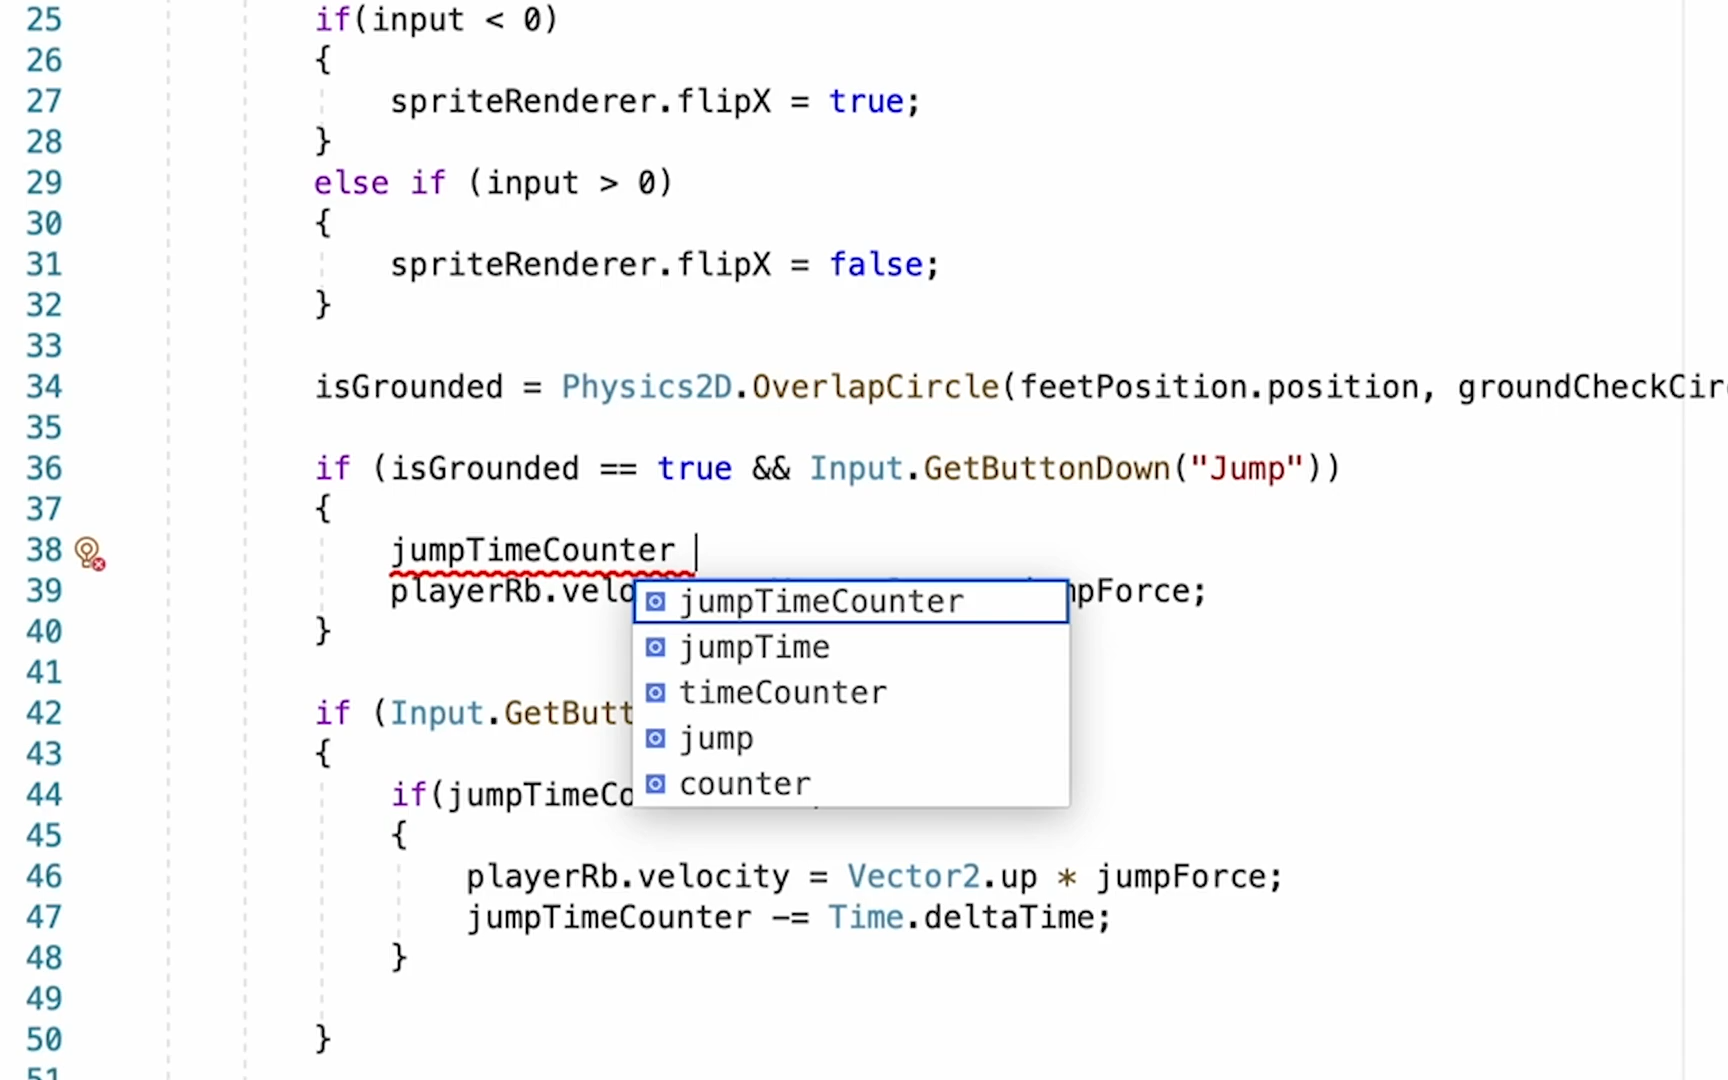 25 if(input < 0)
26 {
27 spriteRenderer.flipX = true;
28 }
29 else if (input > 0)
30 {
31 spriteRenderer.flipX = false;
32 }
33
34 isGrounded = Physics2D.OverlapCircle(feetPosition.position, groundCheckCir
35
36 if (isGrounded == true && Input.GetButtonDown("Jump"))
37 {
38 jumpTimeCounter
39 playerRb.velo mpForce;
jumpTimeCounter
40 }
jumpTime
41
timeCounter
42 if (Input.GetButt
jump
43 {
counter
44 if(jumpTimeCo
45 {
46 playerRb.velocity = Vector2.up * jumpForce;
47 jumpTimeCounter -= Time.deltaTime;
48 }
49
50 }
51